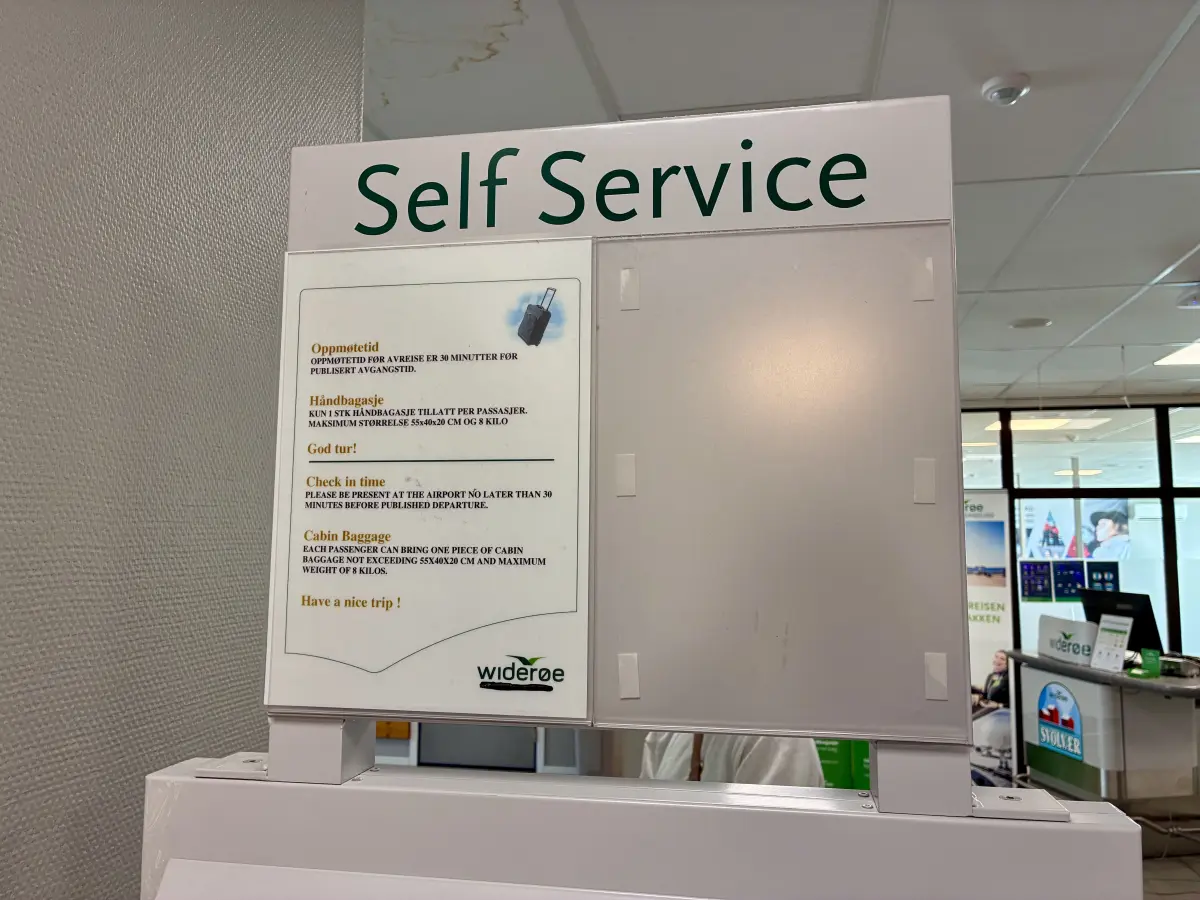 Self Service
Oppmøtetid
OPPMØTETID FØR AVREISE ER 30 MINUTTER FØR
PUBLISERT AVGANGSTID.
Håndbagasje
KUN 1 STK HÅNDBAGASJE TILLATT PER PASSASJER.
MAKSIMUM STØRRELSE 55x40x20 CM OG 8 KILO
God tur!
Check in time
PLEASE BE PRESENT AT THE AIRPORT NO LATER THAN 30
MINUTES BEFORE PUBLISHED DEPARTURE.
Cabin Baggage
EACH PASSENGER CAN BRING ONE PIECE OF CABIN
BAGGAGE NOT EXCEEDING 55X40X20 CM AND MAXIMUM
WEIGHT OF 8 KILOS.
Have a nice trip !
widerøe
røe
REISEN
AKKEN
widerøe
SVOLVÆR